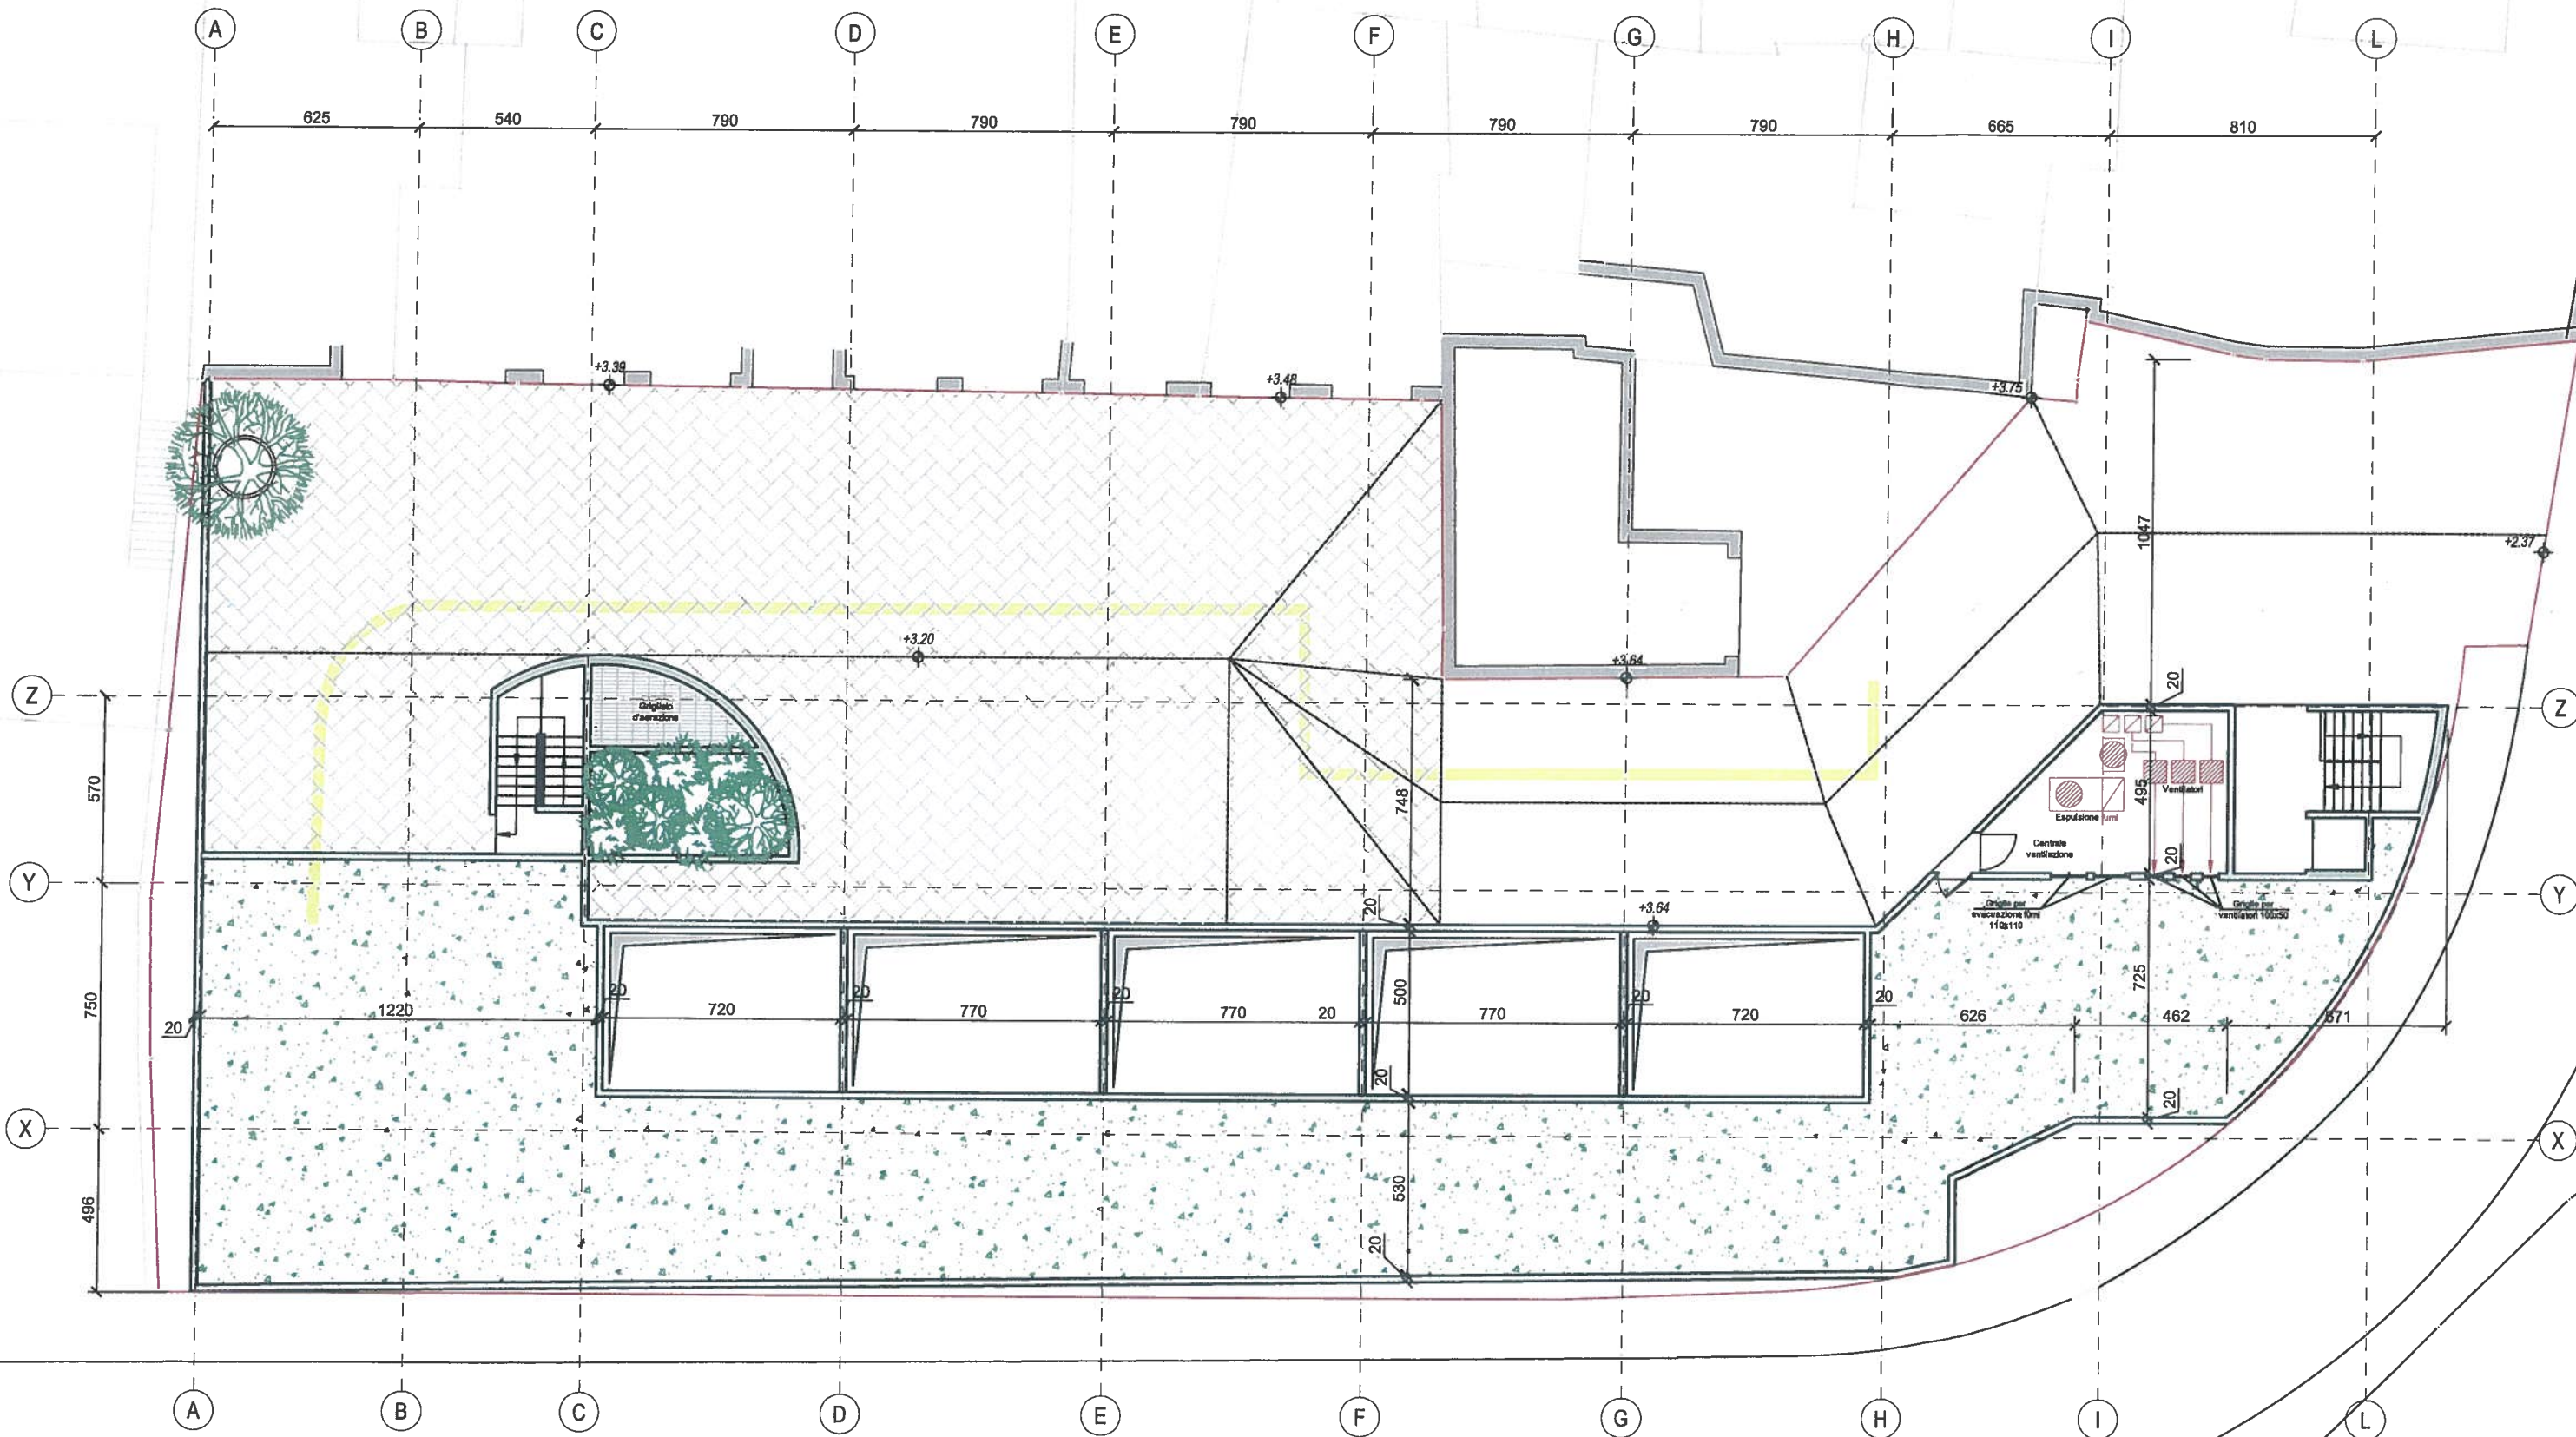 A B C D E F G H I L
625 540 790 790 790 790 790 665 810
+3.39
+3.48
+3.75
1047
+2.37
+3.20
+3.64
Z
20
Z
Grigliato
d'aerazione
570
748
495
Ventilatori
Espulsione fumi
Centrale
ventilazione
20
Y
Y
20
+3.64
Griglie per
evacuazione fumi
110x110
Griglie per
ventilatori 100x50
750
20 20 20 20 20
500
725
20 1220 720 770 770 20 770 720 626 462 571
20
20
X
X
496
530
20
A B C D E F G H I L